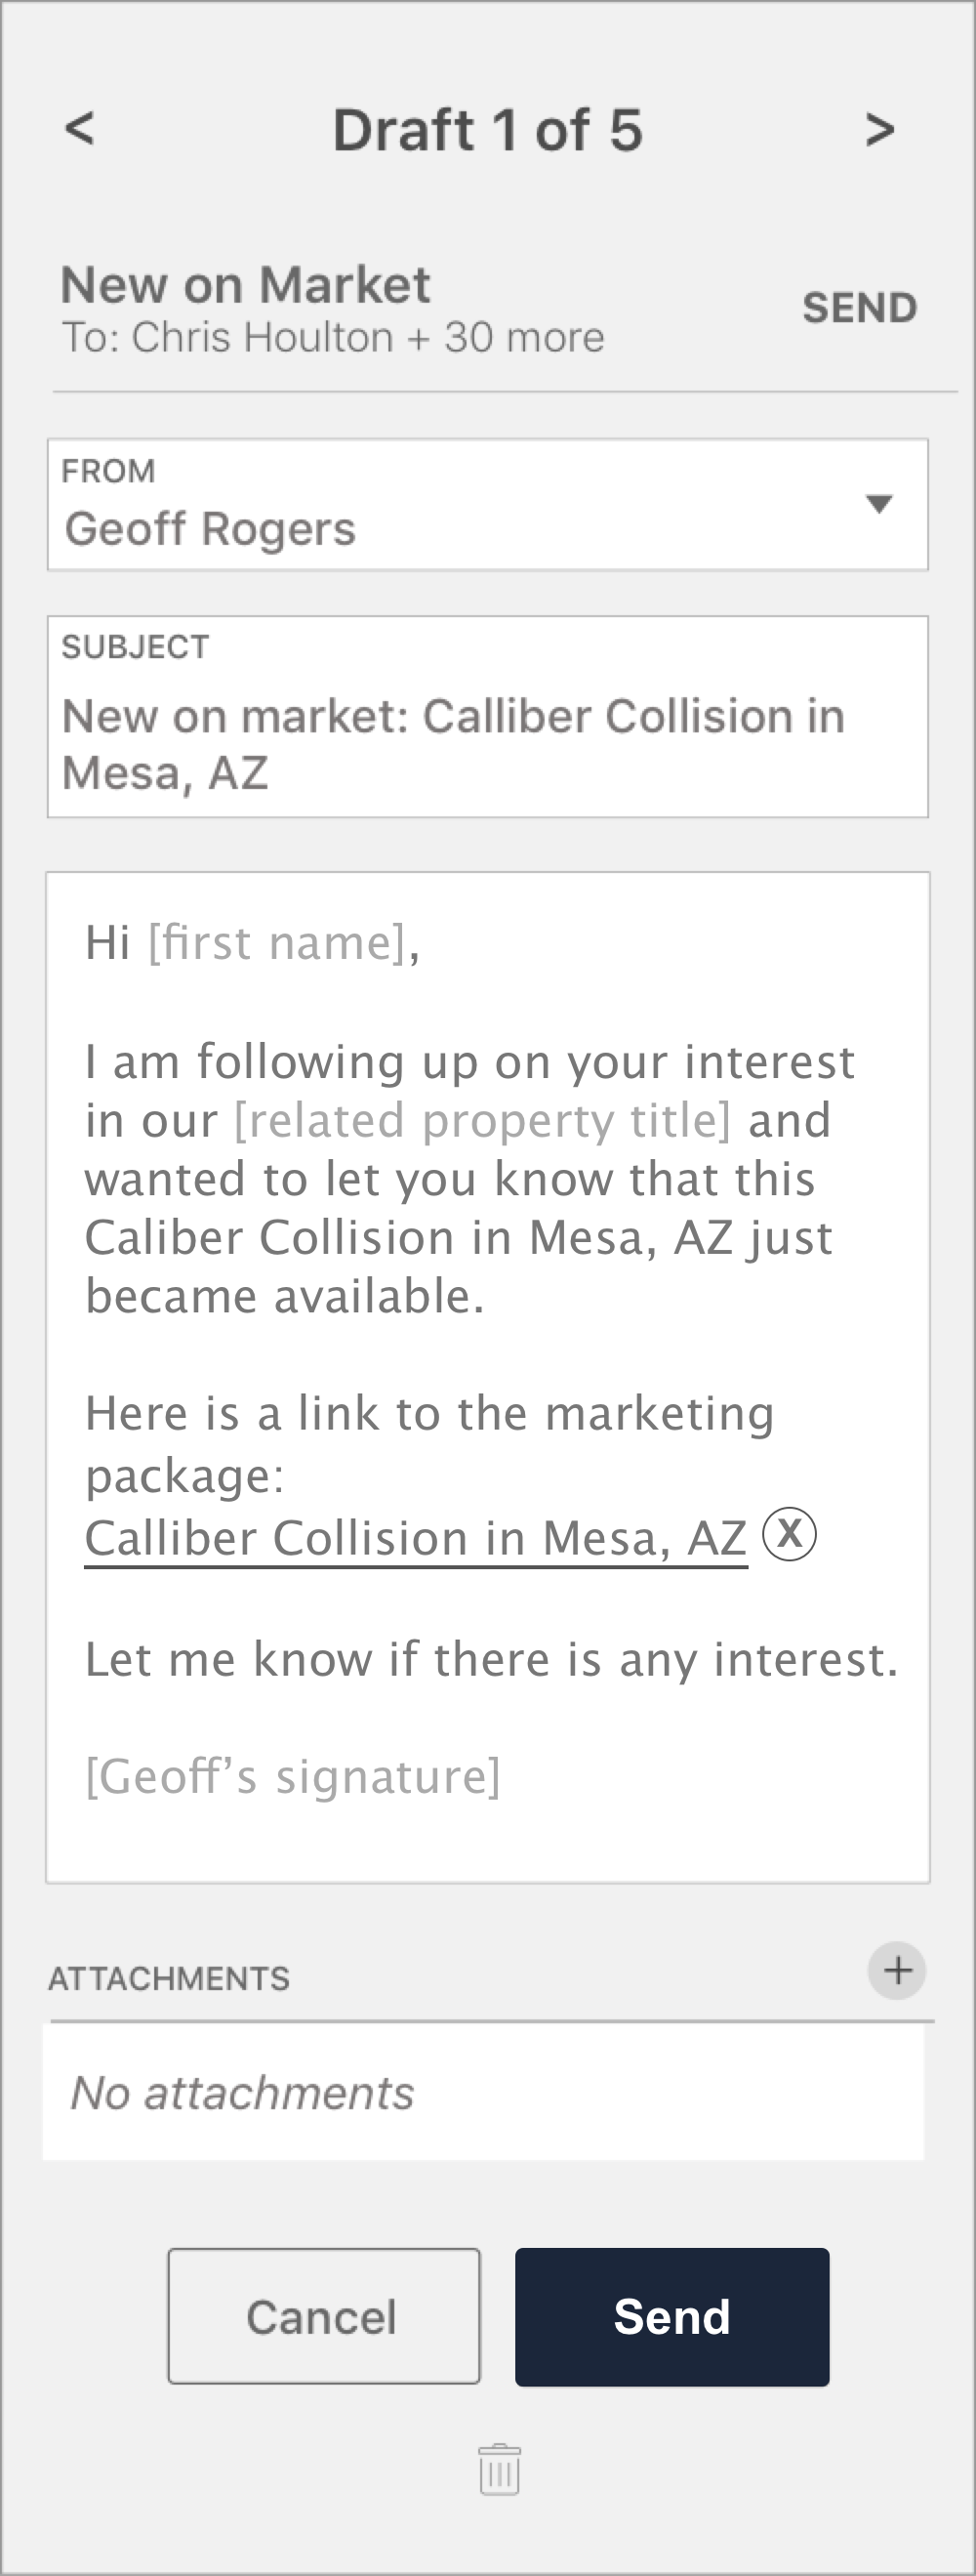 < Draft 1 of 5 >
New on Market
SEND
To: Chris Houlton + 30 more
FROM
Geoff Rogers
SUBJECT
New on market: Calliber Collision in
Mesa, AZ
Hi [first name],
I am following up on your interest
in our [related property title] and
wanted to let you know that this
Caliber Collision in Mesa, AZ just
became available.
Here is a link to the marketing
package:
Calliber Collision in Mesa, AZ X
Let me know if there is any interest.
[Geoff’s signature]
ATTACHMENTS +
No attachments
Cancel Send